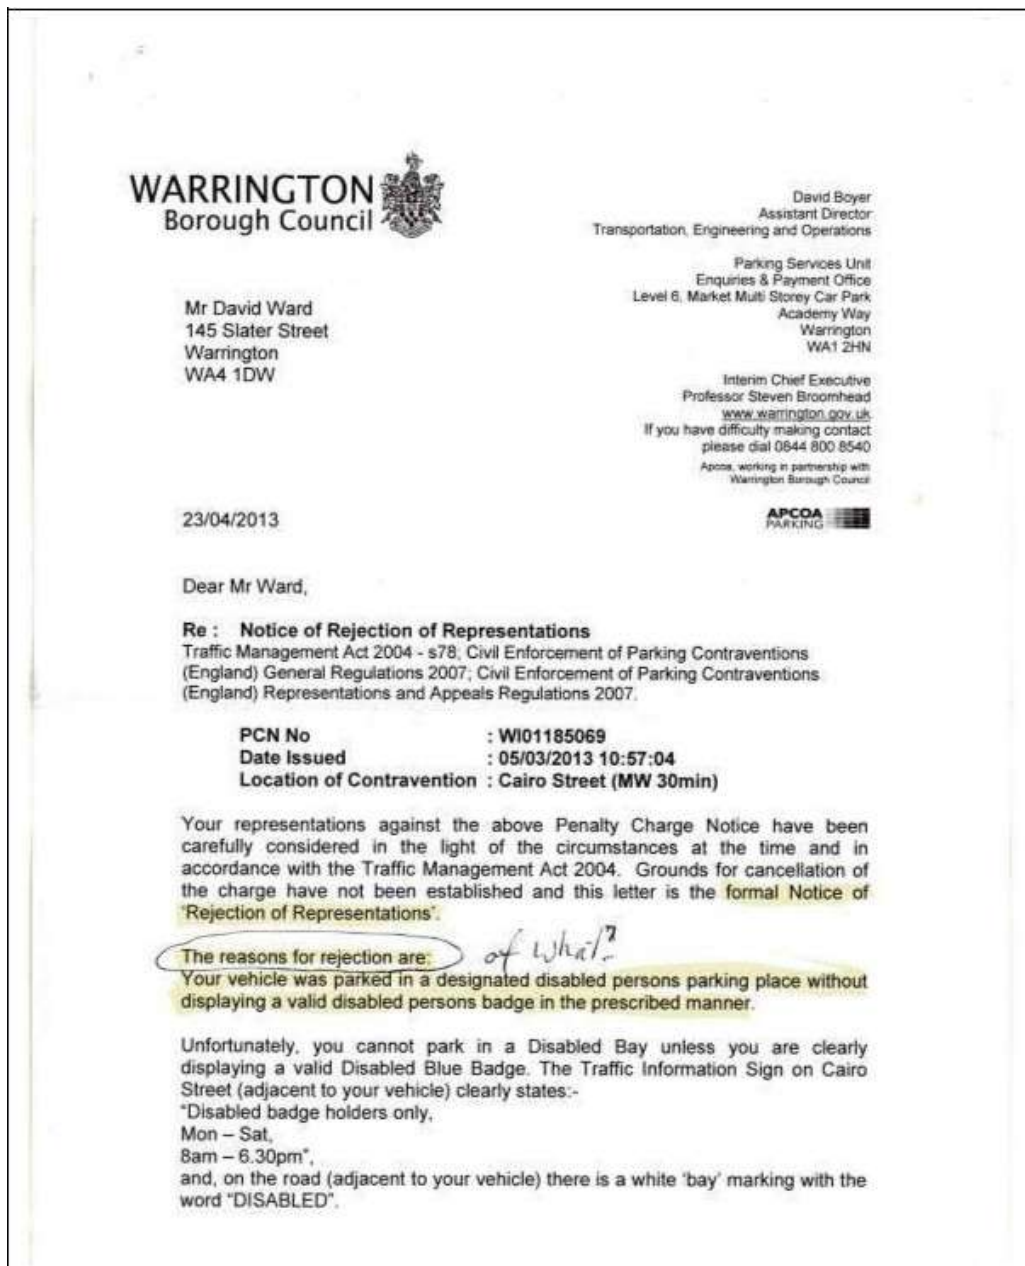 WARRINGTON
Borough Council
David Boyer
Assistant Director
Transportation, Engineering and Operations
Parking Services Unit
Enquiries & Payment Office
Level 6, Market Multi Storey Car Park
Academy Way
Warrington
WA1 2HN
Mr David Ward
145 Slater Street
Warrington
WA4 1DW
Interim Chief Executive
Professor Steven Broomhead
www.warrington.gov.uk
If you have difficulty making contact
please dial 0844 800 8540
Apcoa, working in partnership with
Warrington Borough Council
APCOA
PARKING
23/04/2013
Dear Mr Ward,
Re : Notice of Rejection of Representations
Traffic Management Act 2004 - s78; Civil Enforcement of Parking Contraventions
(England) General Regulations 2007; Civil Enforcement of Parking Contraventions
(England) Representations and Appeals Regulations 2007.
PCN No : WI01185069
Date Issued : 05/03/2013 10:57:04
Location of Contravention : Cairo Street (MW 30min)
Your representations against the above Penalty Charge Notice have been
carefully considered in the light of the circumstances at the time and in
accordance with the Traffic Management Act 2004. Grounds for cancellation of
the charge have not been established and this letter is the formal Notice of
'Rejection of Representations'.
The reasons for rejection are: of what?
Your vehicle was parked in a designated disabled persons parking place without
displaying a valid disabled persons badge in the prescribed manner.
Unfortunately, you cannot park in a Disabled Bay unless you are clearly
displaying a valid Disabled Blue Badge. The Traffic Information Sign on Cairo
Street (adjacent to your vehicle) clearly states:-
"Disabled badge holders only,
Mon – Sat,
8am – 6.30pm",
and, on the road (adjacent to your vehicle) there is a white 'bay' marking with the
word "DISABLED".